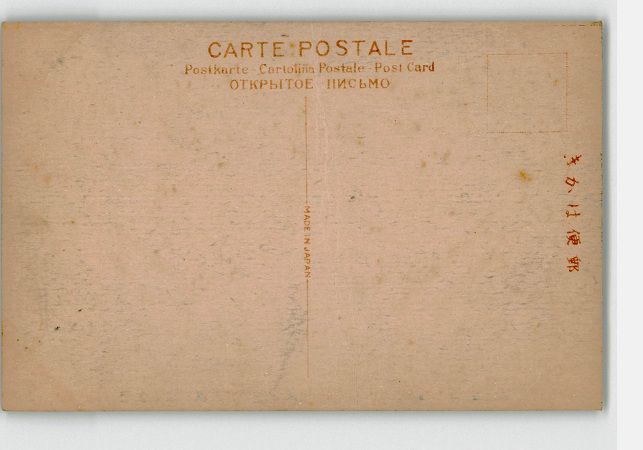 CARTE POSTALE
Postkarte - Cartolina Postale - Post Card
ОТКРЫТОЕ ПИСЬМО
MADE IN JAPAN
郵便はかき